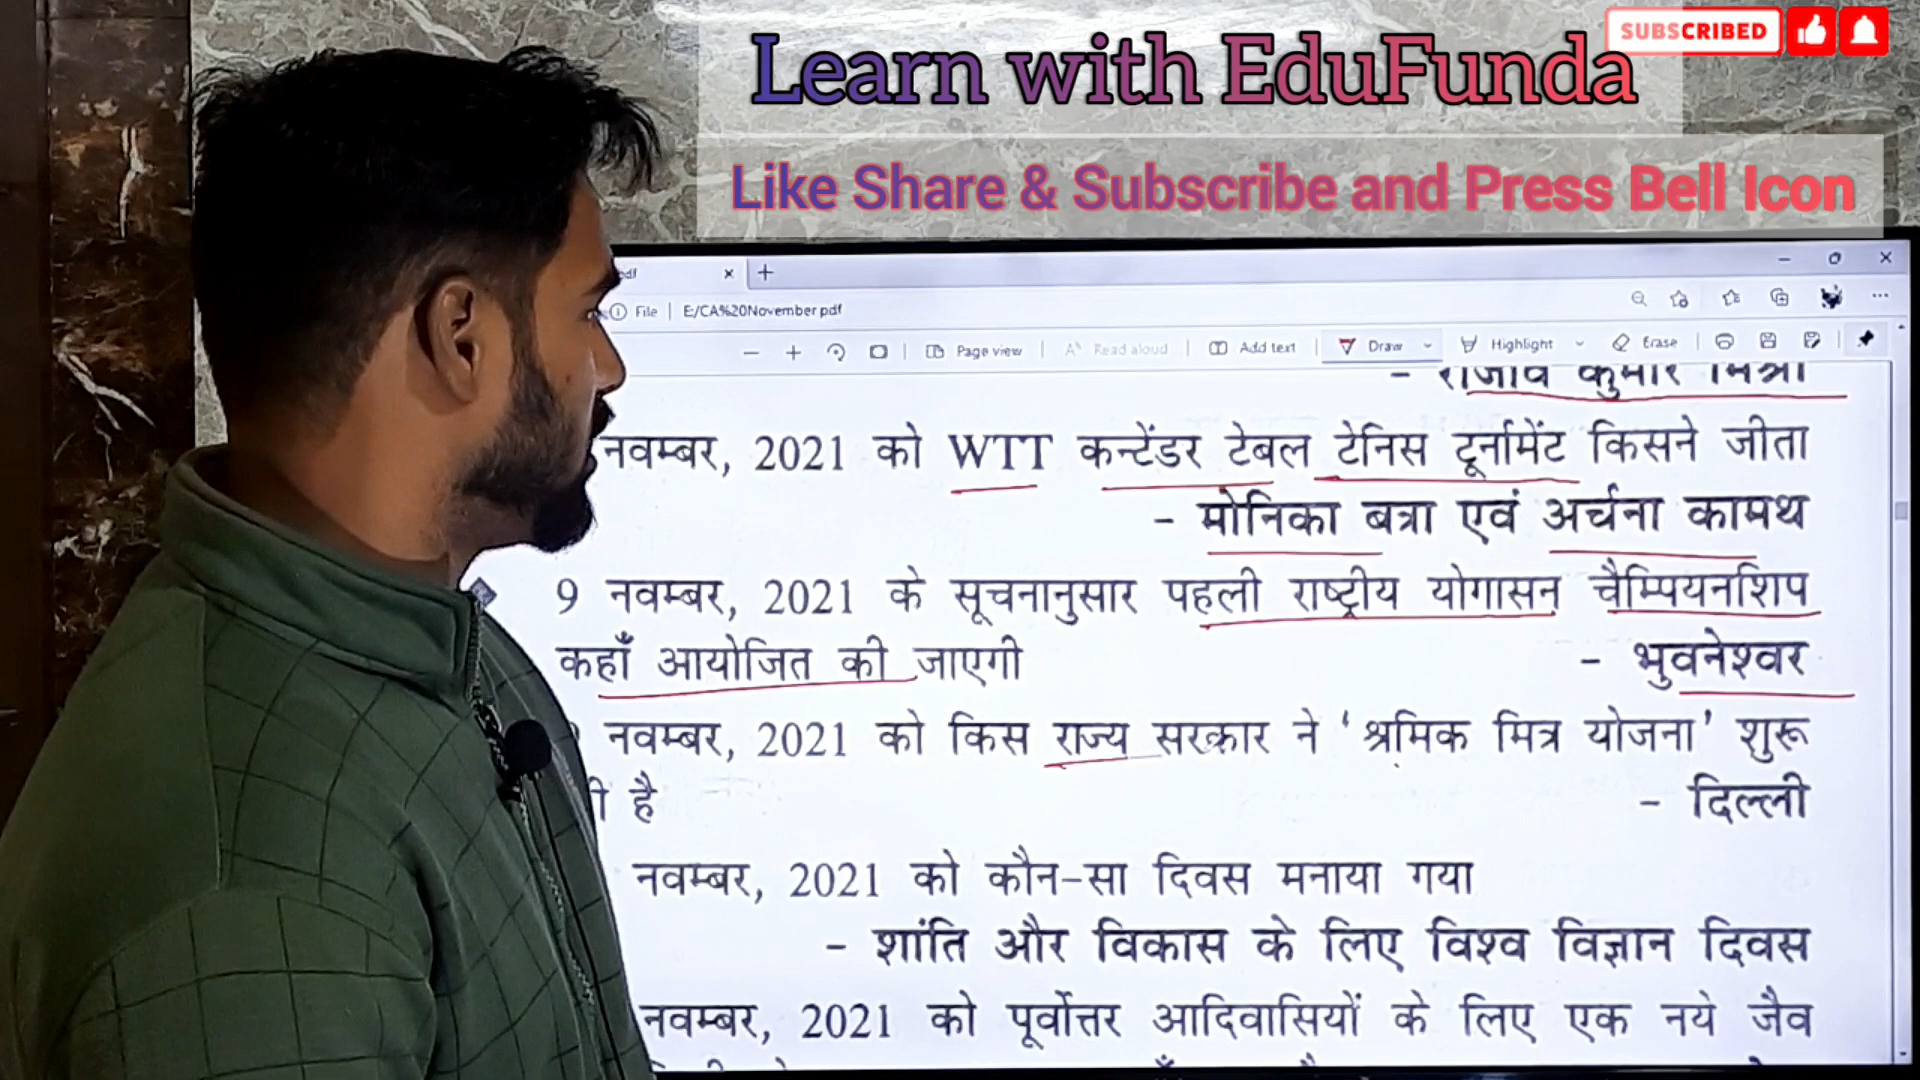 SUBSCRIBED
Learn with EduFunda
Like Share & Subscribe and Press Bell Icon
pdf
File | E:/CA%20November.pdf
Page view Read aloud Add text Draw Highlight Erase
- राजीव कुमार मिश्रा
नवम्बर, 2021 को WTT कन्टेंडर टेबल टेनिस टूर्नामेंट किसने जीता
- मोनिका बत्रा एवं अर्चना कामथ
9 नवम्बर, 2021 के सूचनानुसार पहली राष्ट्रीय योगासन चैम्पियनशिप
कहाँ आयोजित की जाएगी - भुवनेश्वर
नवम्बर, 2021 को किस राज्य सरकार ने 'श्रमिक मित्र योजना' शुरू
है - दिल्ली
नवम्बर, 2021 को कौन-सा दिवस मनाया गया
- शांति और विकास के लिए विश्व विज्ञान दिवस
नवम्बर, 2021 को पूर्वोत्तर आदिवासियों के लिए एक नये जैव